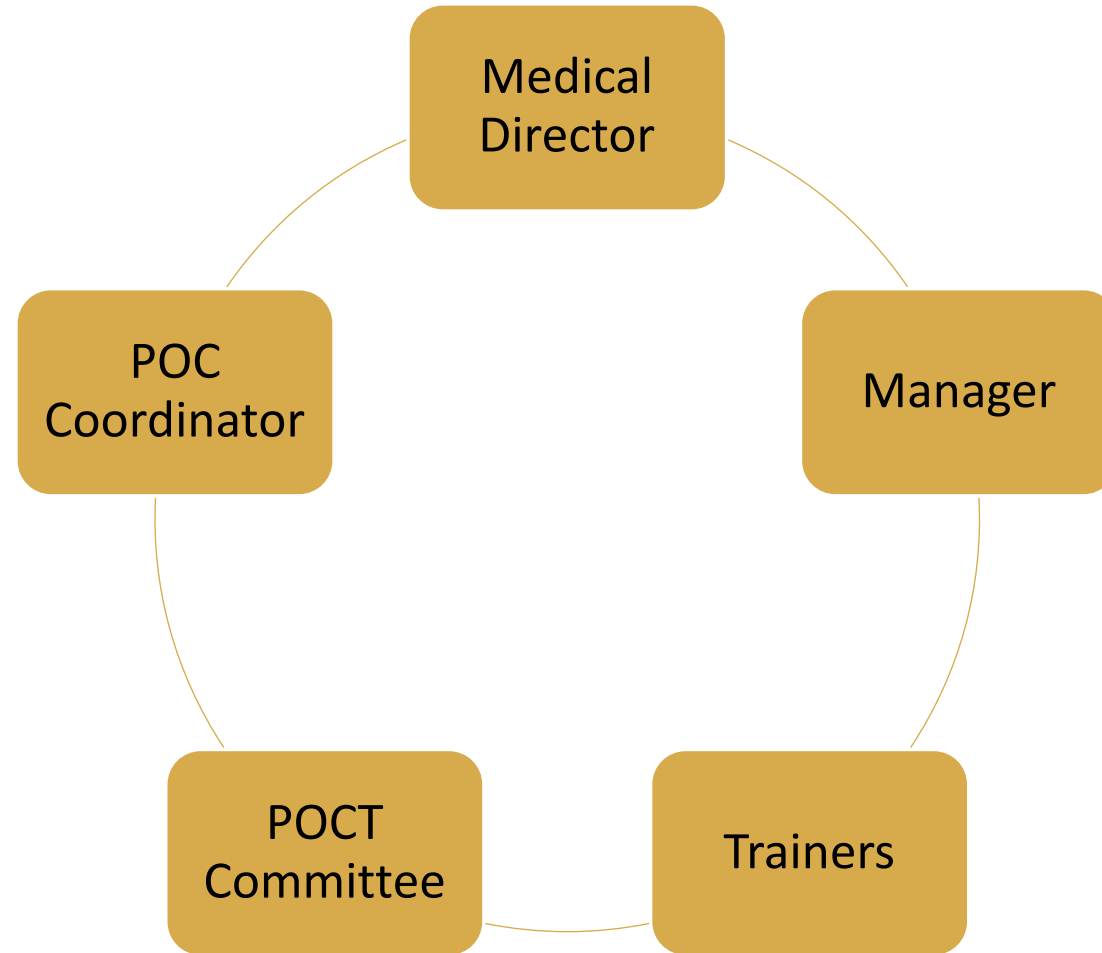 Medical
Director
POC
Coordinator
Manager
POCT
Committee
Trainers